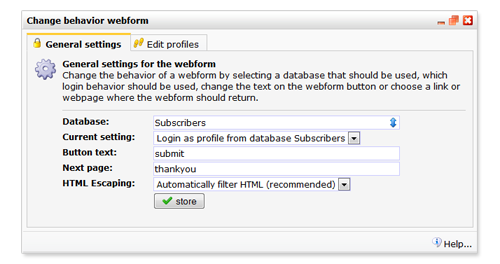 Change behavior webform
General settings
Edit profiles
General settings for the webform
Change the behavior of a webform by selecting a database that should be used, which
login behavior should be used, change the text on the webform button or choose a link or
webpage where the webform should return.
Database: Subscribers
Current setting: Login as profile from database Subscribers
Button text: submit
Next page: thankyou
HTML Escaping: Automatically filter HTML (recommended)
store
Help...